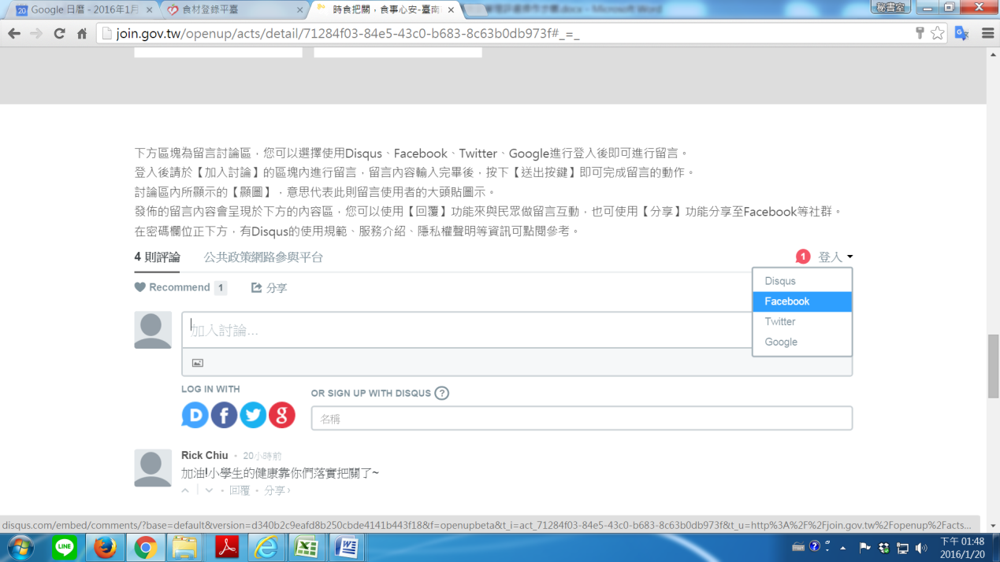 Google 日曆 - 2016年1月
食材登錄平臺
時食把關，食事心安-臺南
秘書室
join.gov.tw/openup/acts/detail/71284f03-84e5-43c0-b683-8c63b0db973f#_=_
下方區塊為留言討論區，您可以選擇使用Disqus、Facebook、Twitter、Google進行登入後即可進行留言。
登入後請於【加入討論】的區塊內進行留言，留言內容輸入完畢後，按下【送出按鍵】即可完成留言的動作。
討論區內所顯示的【顯圖】，意思代表此則留言使用者的大頭貼圖示。
發佈的留言內容會呈現於下方的內容區，您可以使用【回覆】功能來與民眾做留言互動，也可使用【分享】功能分享至Facebook等社群。
在密碼欄位正下方，有Disqus的使用規範、服務介紹、隱私權聲明等資訊可點閱參考。
4 則評論 公共政策網路參與平台 1 登入
Recommend 1 分享
Disqus
Facebook
Twitter
Google
加入討論...
LOG IN WITH
OR SIGN UP WITH DISQUS ?
名稱
Rick Chiu • 20小時前
加油!小學生的健康靠你們落實把關了~
• 回覆 • 分享 ›
disqus.com/embed/comments/?base=default&version=d340b2c9eafd8b250cbde4141b443f18&f=openupbeta&t_i=act_71284f03-84e5-43c0-b683-8c63b0db973f&t_u=http%3A%2F%2Fjoin.gov.tw%2Fopenup%2Facts...
LINE
下午 01:48
2016/1/20